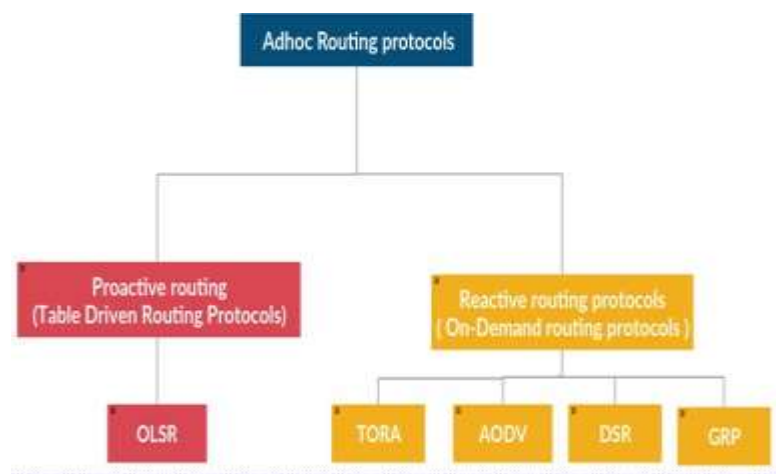 Adhoc Routing protocols
Proactive routing
(Table Driven Routing Protocols)
Reactive routing protocols
( On-Demand routing protocols )
OLSR
TORA
AODV
DSR
GRP